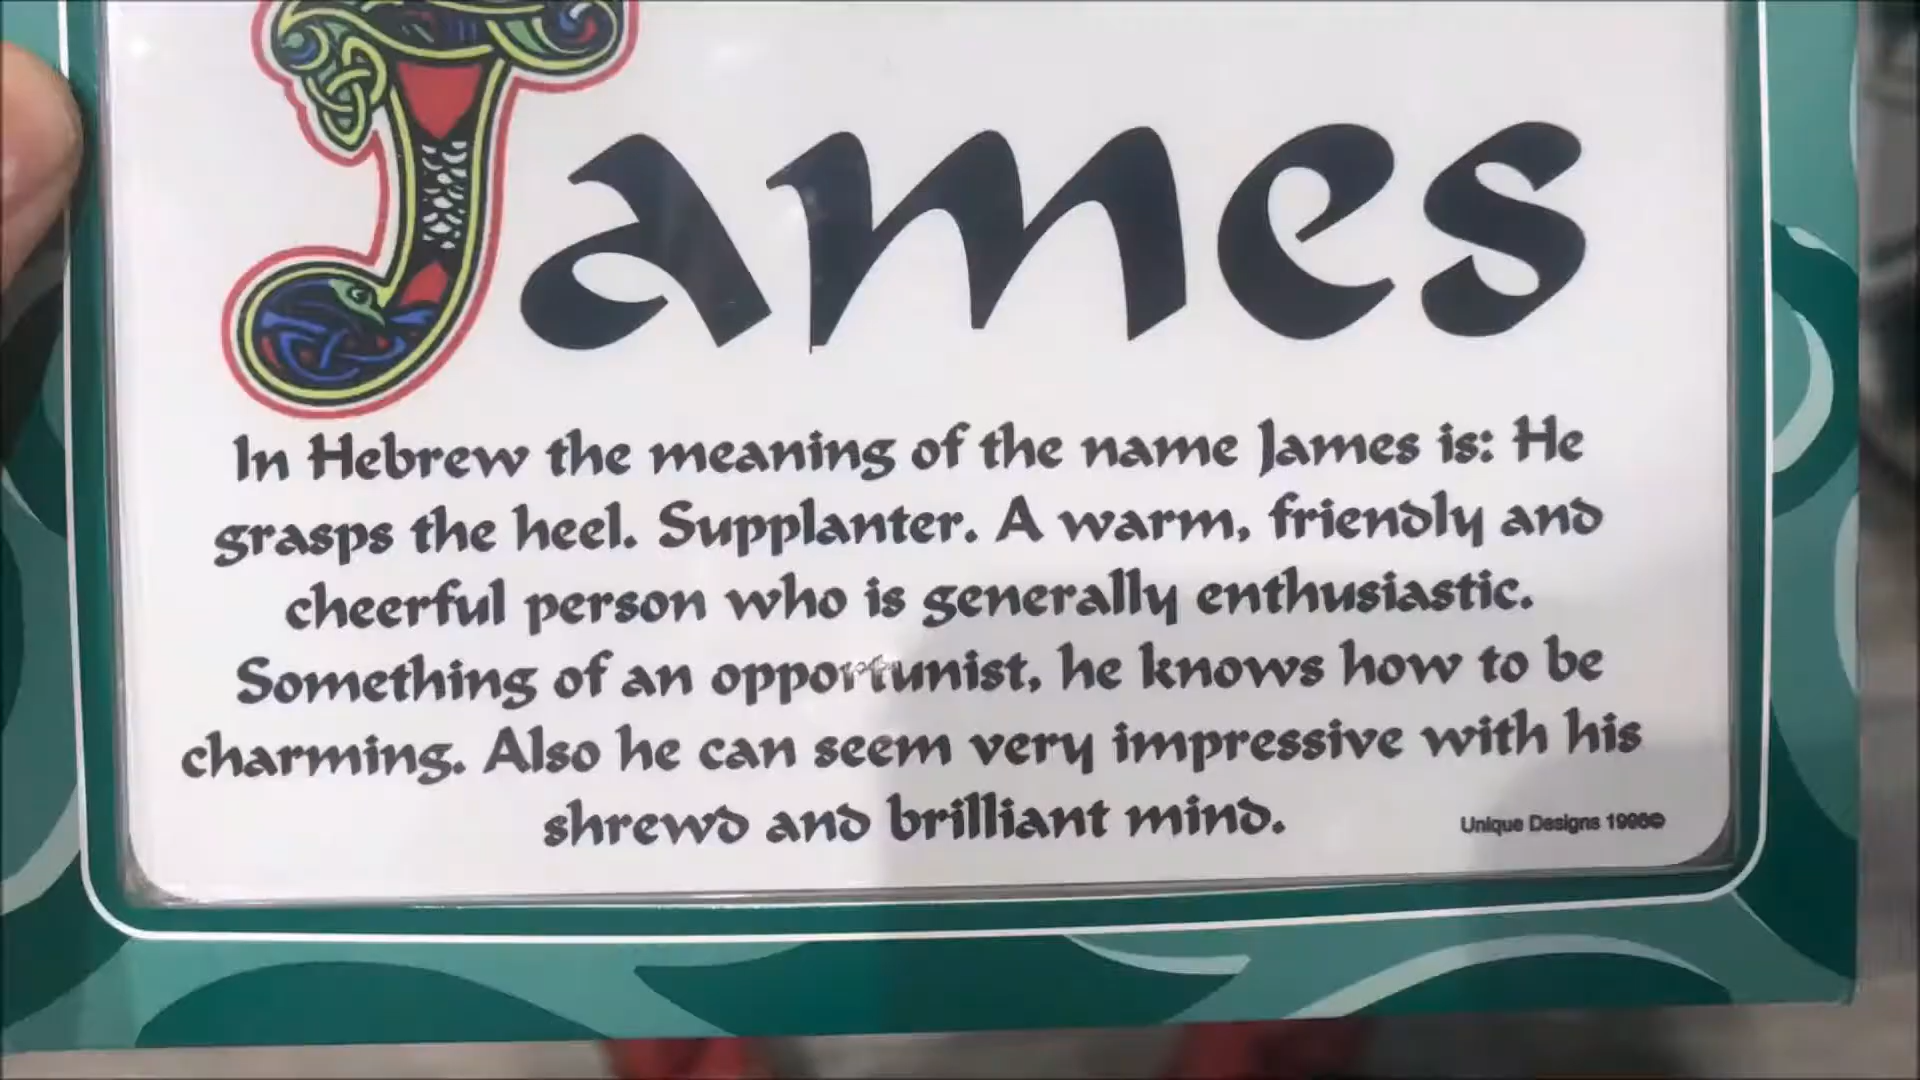 James
In Hebrew the meaning of the name James is: He
grasps the heel. Supplanter. A warm, friendly and
cheerful person who is generally enthusiastic.
Something of an opportunist, he knows how to be
charming. Also he can seem very impressive with his
shrewd and brilliant mind.
Unique Designs